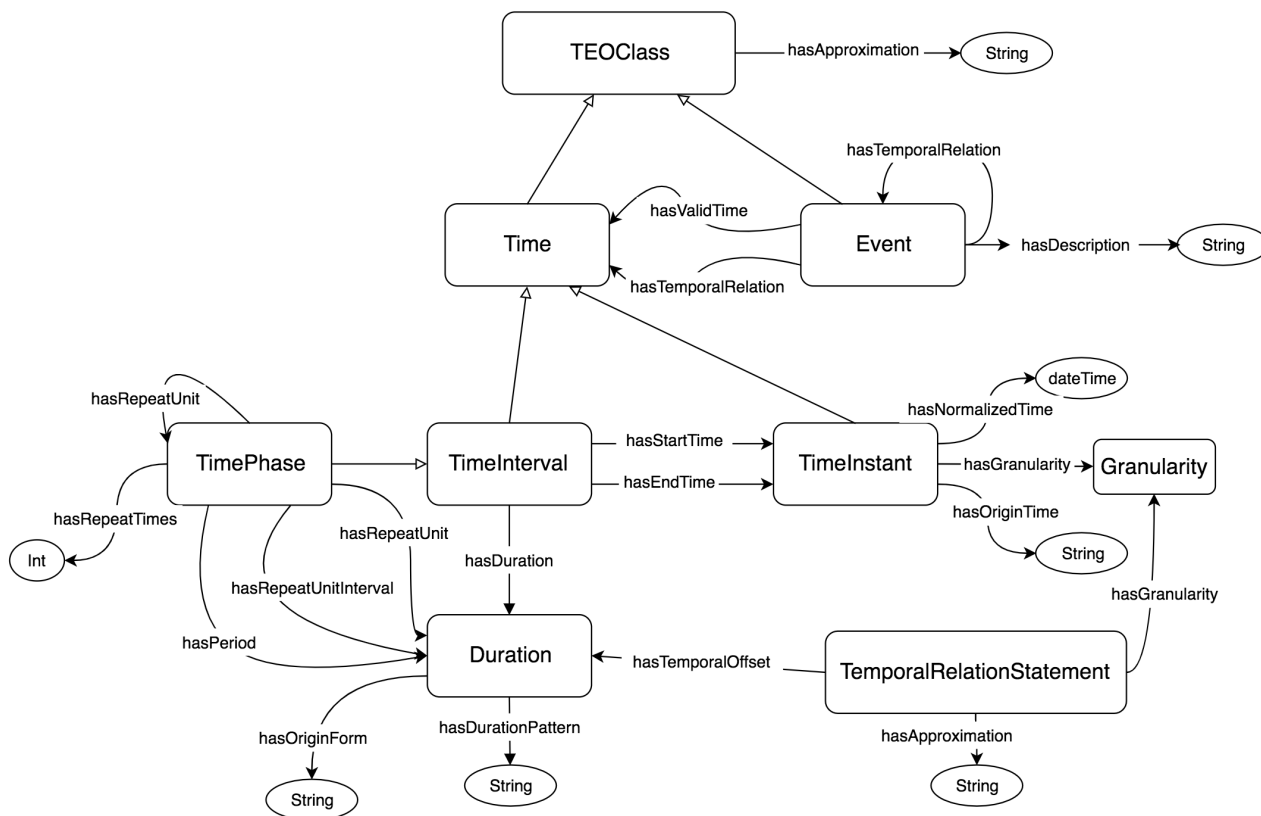 TEOClass
hasApproximation
String
hasTemporalRelation
hasValidTime
Time
Event
hasDescription
String
hasTemporalRelation
hasRepeatUnit
dateTime
hasNormalizedTime
TimePhase
TimeInterval
hasStartTime
hasEndTime
TimeInstant
hasGranularity
Granularity
hasOriginTime
hasRepeatTimes
hasRepeatUnit
Int
hasDuration
String
hasRepeatUnitInterval
hasGranularity
hasPeriod
Duration
hasTemporalOffset
TemporalRelationStatement
hasOriginForm
hasDurationPattern
hasApproximation
String
String
String